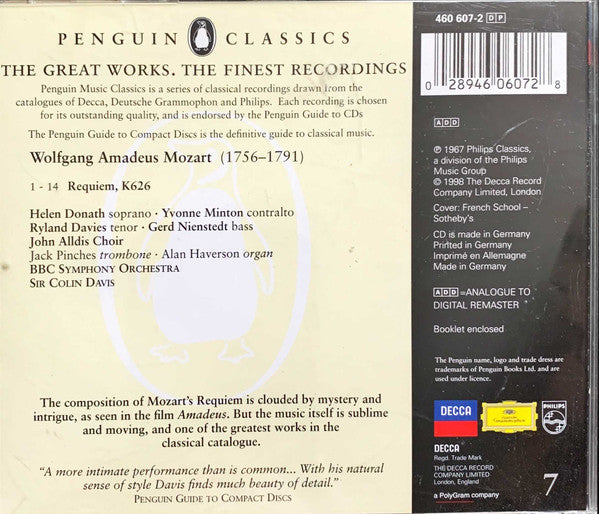 PENGUIN CLASSICS
THE GREAT WORKS. THE FINEST RECORDINGS
Penguin Music Classics is a series of classical recordings drawn from the
catalogues of Decca, Deutsche Grammophon and Philips. Each recording is chosen
for its outstanding quality, and is endorsed by the Penguin Guide to CDs
The Penguin Guide to Compact Discs is the definitive guide to classical music.
Wolfgang Amadeus Mozart (1756–1791)
1 - 14 Requiem, K626
Helen Donath soprano · Yvonne Minton contralto
Ryland Davies tenor · Gerd Nienstedt bass
John Alldis Choir
Jack Pinches trombone · Alan Haverson organ
BBC SYMPHONY ORCHESTRA
SIR COLIN DAVIS
The composition of Mozart's Requiem is clouded by mystery and
intrigue, as seen in the film Amadeus. But the music itself is sublime
and moving, and one of the greatest works in the
classical catalogue.
"A more intimate performance than is common... With his natural
sense of style Davis finds much beauty of detail."
PENGUIN GUIDE TO COMPACT DISCS
460 607-2 DP
0 28946 06072 8
ADD
℗ 1967 Philips Classics,
a division of the Philips
Music Group
© 1998 The Decca Record
Company Limited, London.
Cover: French School –
Sotheby's
CD is made in Germany
Printed in Germany
Imprimé en Allemagne
Made in Germany
ADD=ANALOGUE TO
DIGITAL REMASTER
Booklet enclosed
The Penguin name, logo and trade dress are
trademarks of Penguin Books Ltd. and are
used under licence.
DECCA
PHILIPS
DECCA
Regd. Trade Mark
THE DECCA RECORD
COMPANY LIMITED
London, England
a PolyGram company
7